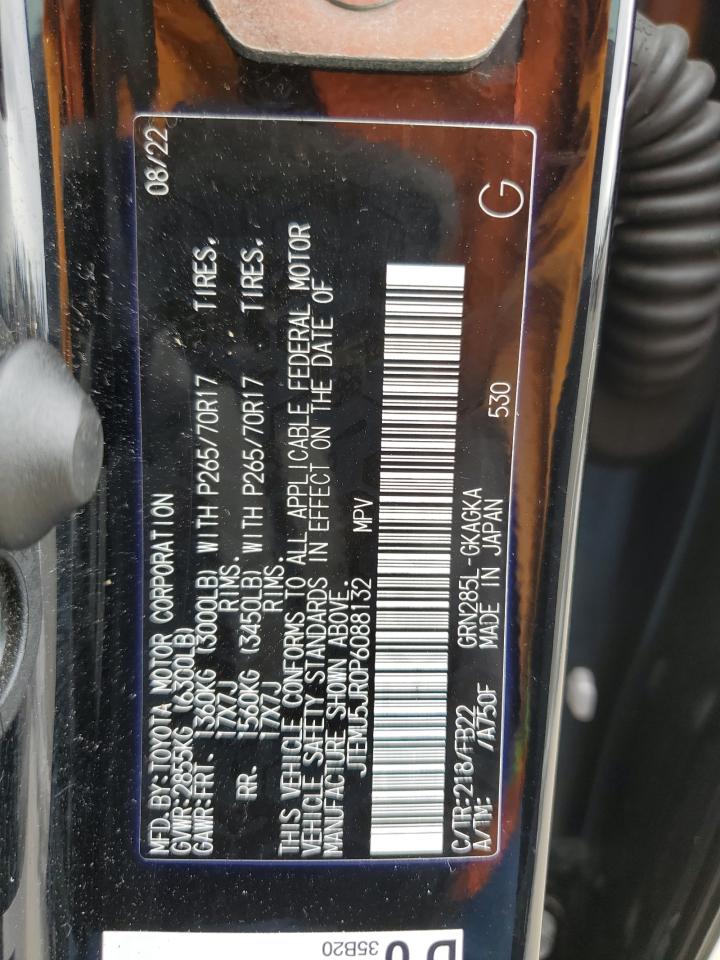 MFD.BY:TOYOTA MOTOR CORPORATION 08/22
GVWR:2855KG (6300LB)
GAWR:FRT. 1360KG (3000LB) WITH P265/70R17 TIRES,
17X7J RIMS.
RR. 1560KG (3450LB) WITH P265/70R17 TIRES,
17X7J RIMS.
THIS VEHICLE CONFORMS TO ALL APPLICABLE FEDERAL MOTOR
VEHICLE SAFETY STANDARDS IN EFFECT ON THE DATE OF
MANUFACTURE SHOWN ABOVE.
JTEMU5JR0P6088132 MPV
C/TR:218/FB22 GRN285L-GKAGKA
A/TM: /A750F MADE IN JAPAN 530 G
35B20